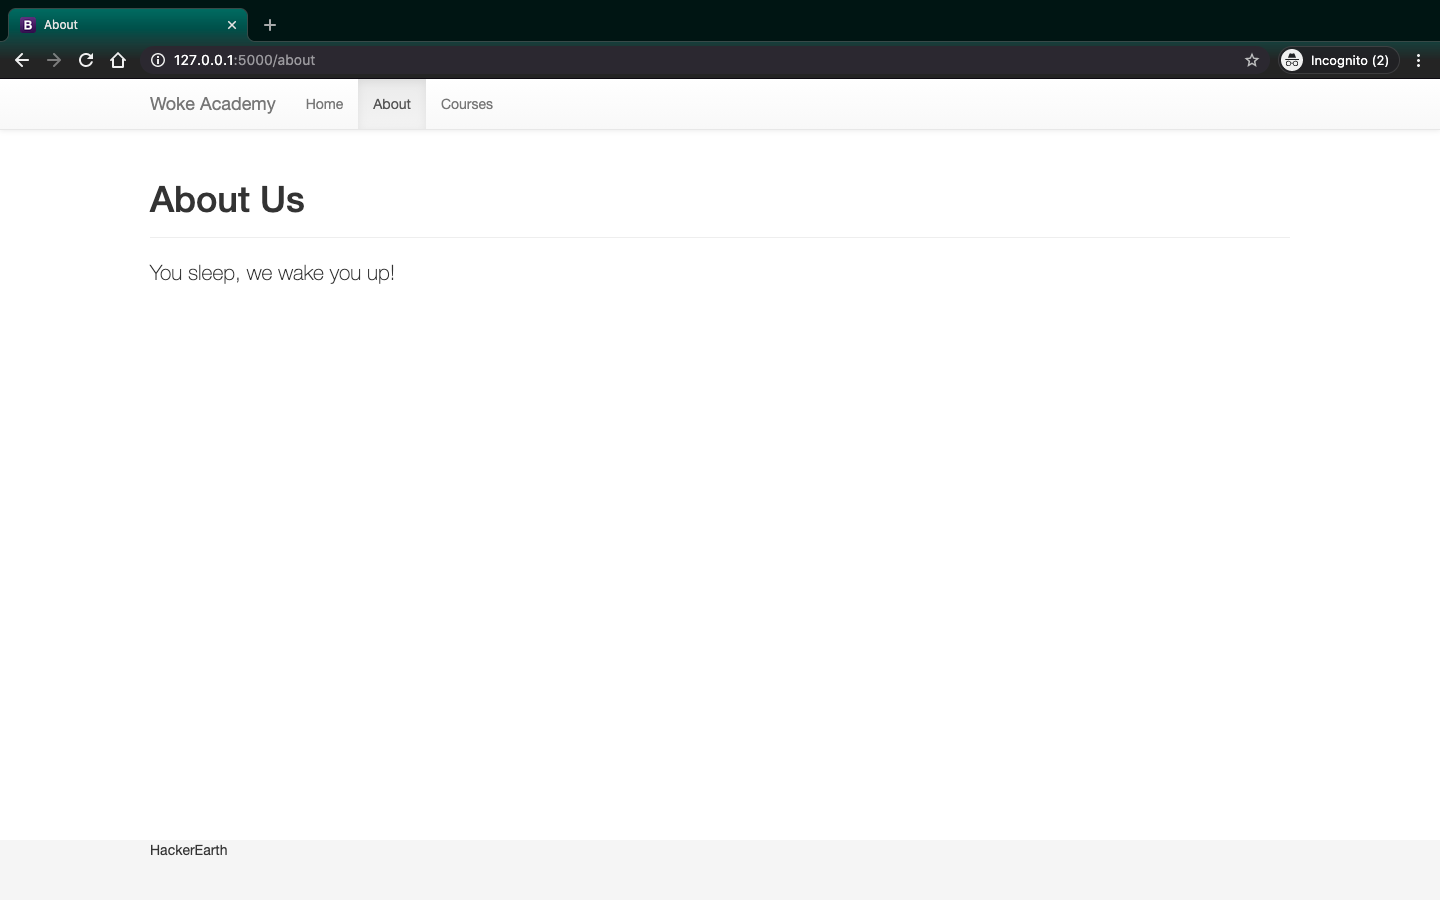 B About
127.0.0.1:5000/about
Incognito (2)
Woke Academy Home About Courses
About Us
You sleep, we wake you up!
HackerEarth